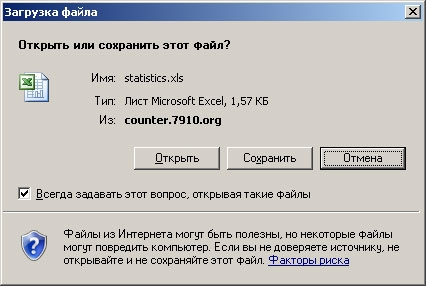 Загрузка файла
Открыть или сохранить этот файл?
Имя: statistics.xls
Тип: Лист Microsoft Excel, 1,57 КБ
Из: counter.7910.org
Открыть Сохранить Отмена
Всегда задавать этот вопрос, открывая такие файлы
Файлы из Интернета могут быть полезны, но некоторые файлы
могут повредить компьютер. Если вы не доверяете источнику, не
открывайте и не сохраняйте этот файл. Факторы риска